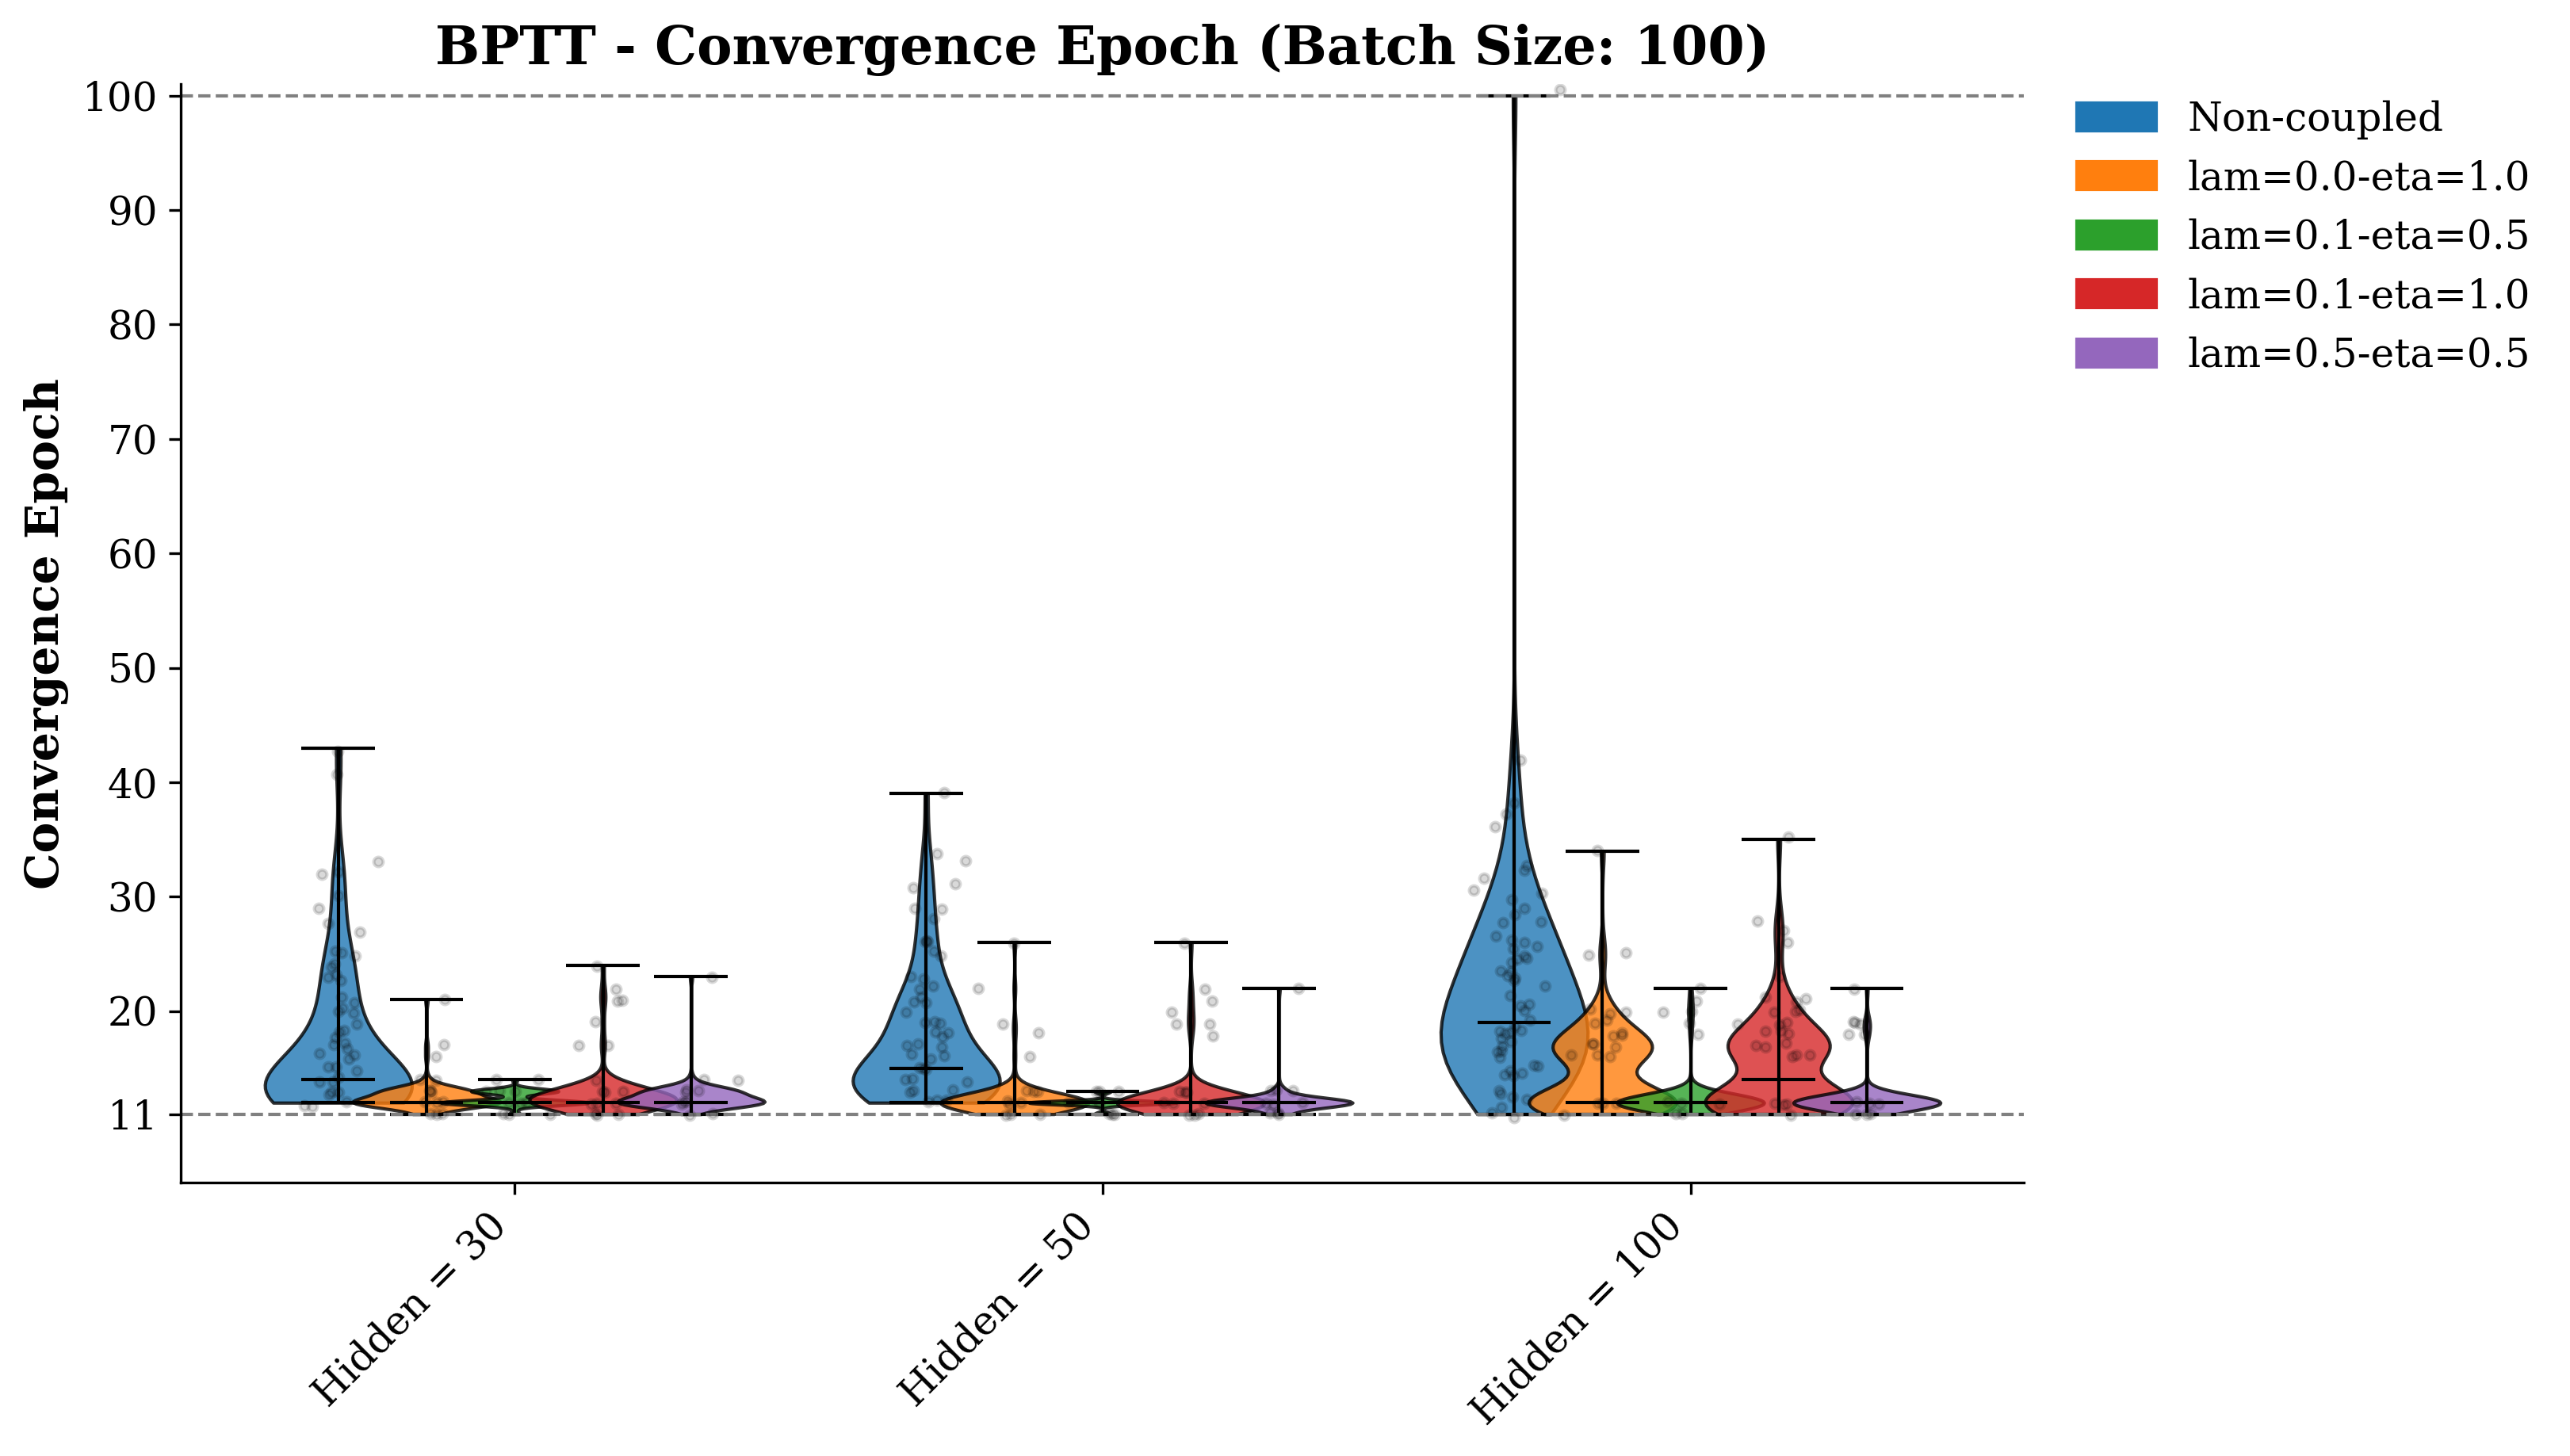 BPTT - Convergence Epoch (Batch Size: 100)
Convergence Epoch
100
90
80
70
60
50
40
30
20
11
Hidden = 30
Hidden = 50
Hidden = 100
Non-coupled
lam=0.0-eta=1.0
lam=0.1-eta=0.5
lam=0.1-eta=1.0
lam=0.5-eta=0.5